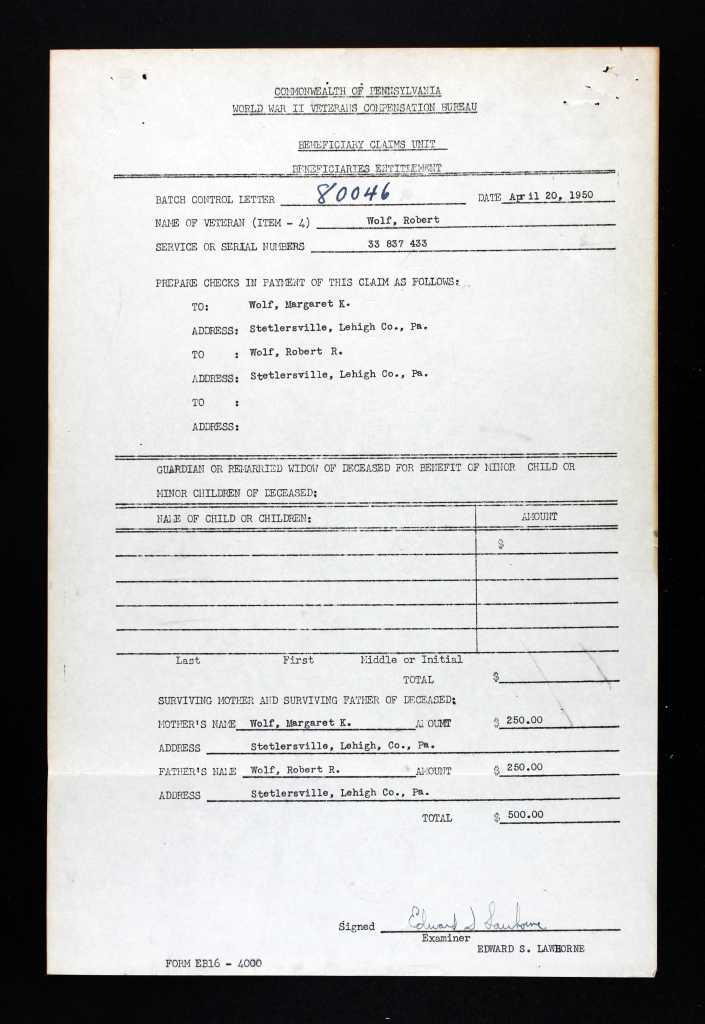 COMMONWEALTH OF PENNSYLVANIA
WORLD WAR II VETERANS COMPENSATION BUREAU
BENEFICIARY CLAIMS UNIT
BENEFICIARIES ENTITLEMENT
BATCH CONTROL LETTER 80046 DATE April 20, 1950
NAME OF VETERAN (ITEM - 4) Wolf, Robert
SERVICE OR SERIAL NUMBERS 33 837 433
PREPARE CHECKS IN PAYMENT OF THIS CLAIM AS FOLLOWS:
TO: Wolf, Margaret K.
ADDRESS: Stetlersville, Lehigh Co., Pa.
TO : Wolf, Robert R.
ADDRESS: Stetlersville, Lehigh Co., Pa.
TO :
ADDRESS:
GUARDIAN OR REMARRIED WIDOW OF DECEASED FOR BENEFIT OF MINOR CHILD OR
MINOR CHILDREN OF DECEASED:
NAME OF CHILD OR CHILDREN: AMOUNT
$
Last First Middle or Initial
TOTAL $
SURVIVING MOTHER AND SURVIVING FATHER OF DECEASED:
MOTHER'S NAME Wolf, Margaret K. AMOUNT $ 250.00
ADDRESS Stetlersville, Lehigh, Co., Pa.
FATHER'S NAME Wolf, Robert R. AMOUNT $ 250.00
ADDRESS Stetlersville, Lehigh Co., Pa.
TOTAL $ 500.00
Signed Edward S Lawhorne
Examiner
EDWARD S. LAWHORNE
FORM EB16 - 4000